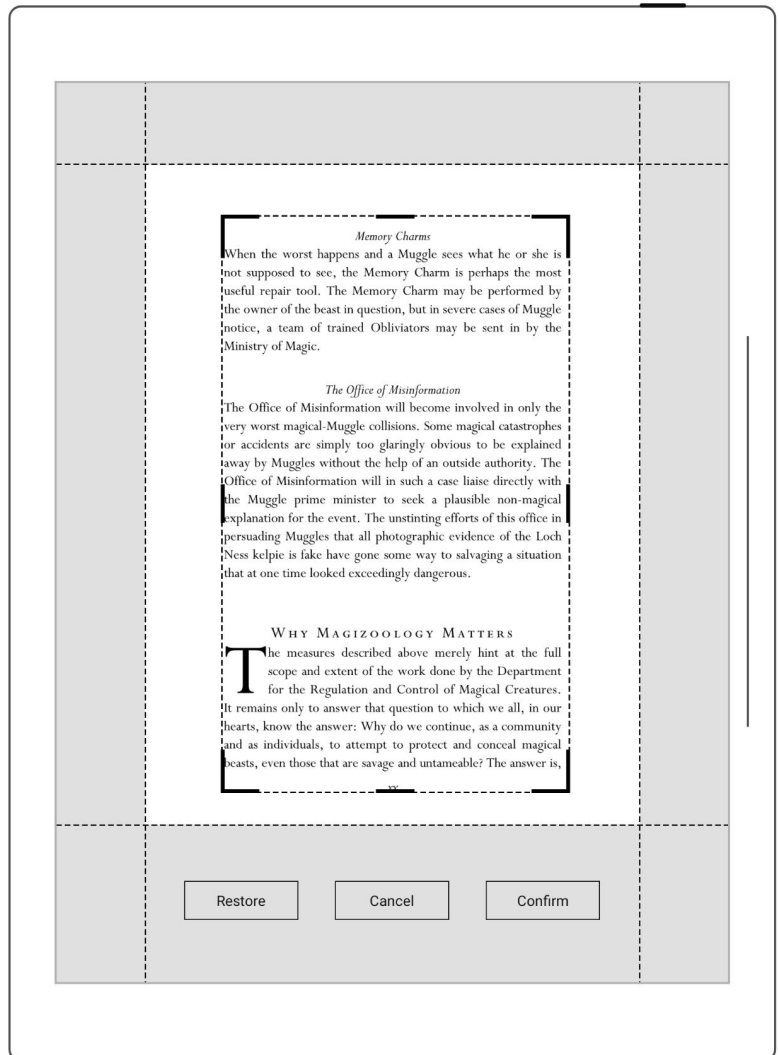 Memory Charms
When the worst happens and a Muggle sees what he or she is
not supposed to see, the Memory Charm is perhaps the most
useful repair tool. The Memory Charm may be performed by
the owner of the beast in question, but in severe cases of Muggle
notice, a team of trained Obliviators may be sent in by the
Ministry of Magic.
The Office of Misinformation
The Office of Misinformation will become involved in only the
very worst magical-Muggle collisions. Some magical catastrophes
or accidents are simply too glaringly obvious to be explained
away by Muggles without the help of an outside authority. The
Office of Misinformation will in such a case liaise directly with
the Muggle prime minister to seek a plausible non-magical
explanation for the event. The unstinting efforts of this office in
persuading Muggles that all photographic evidence of the Loch
Ness kelpie is fake have gone some way to salvaging a situation
that at one time looked exceedingly dangerous.
Why Magizoology Matters
The measures described above merely hint at the full
scope and extent of the work done by the Department
for the Regulation and Control of Magical Creatures.
It remains only to answer that question to which we all, in our
hearts, know the answer: Why do we continue, as a community
and as individuals, to attempt to protect and conceal magical
beasts, even those that are savage and untameable? The answer is,
xx
Restore Cancel Confirm